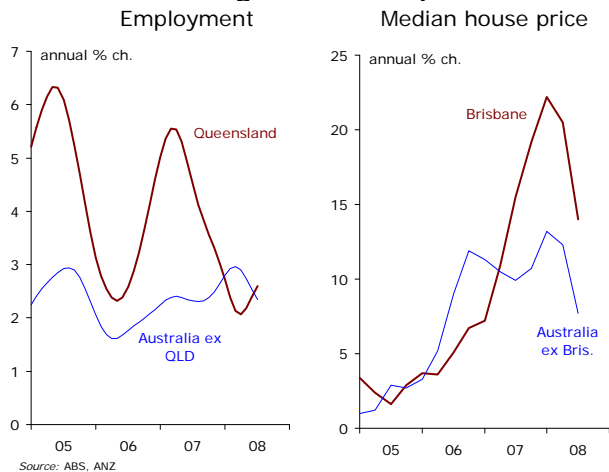 Employment
annual % ch.
7
6
5
4
3
2
1
0
Queensland
Australia ex
QLD
05 06 07 08
Source: ABS, ANZ
Median house price
annual % ch.
25
20
15
10
5
0
Brisbane
Australia
ex Bris.
05 06 07 08